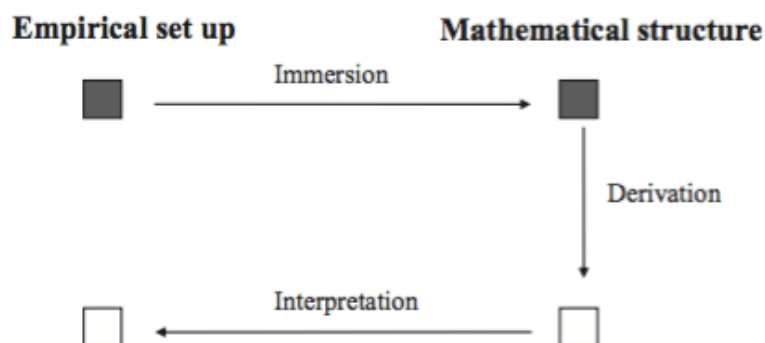 Empirical set up
Mathematical structure
Immersion
Derivation
Interpretation